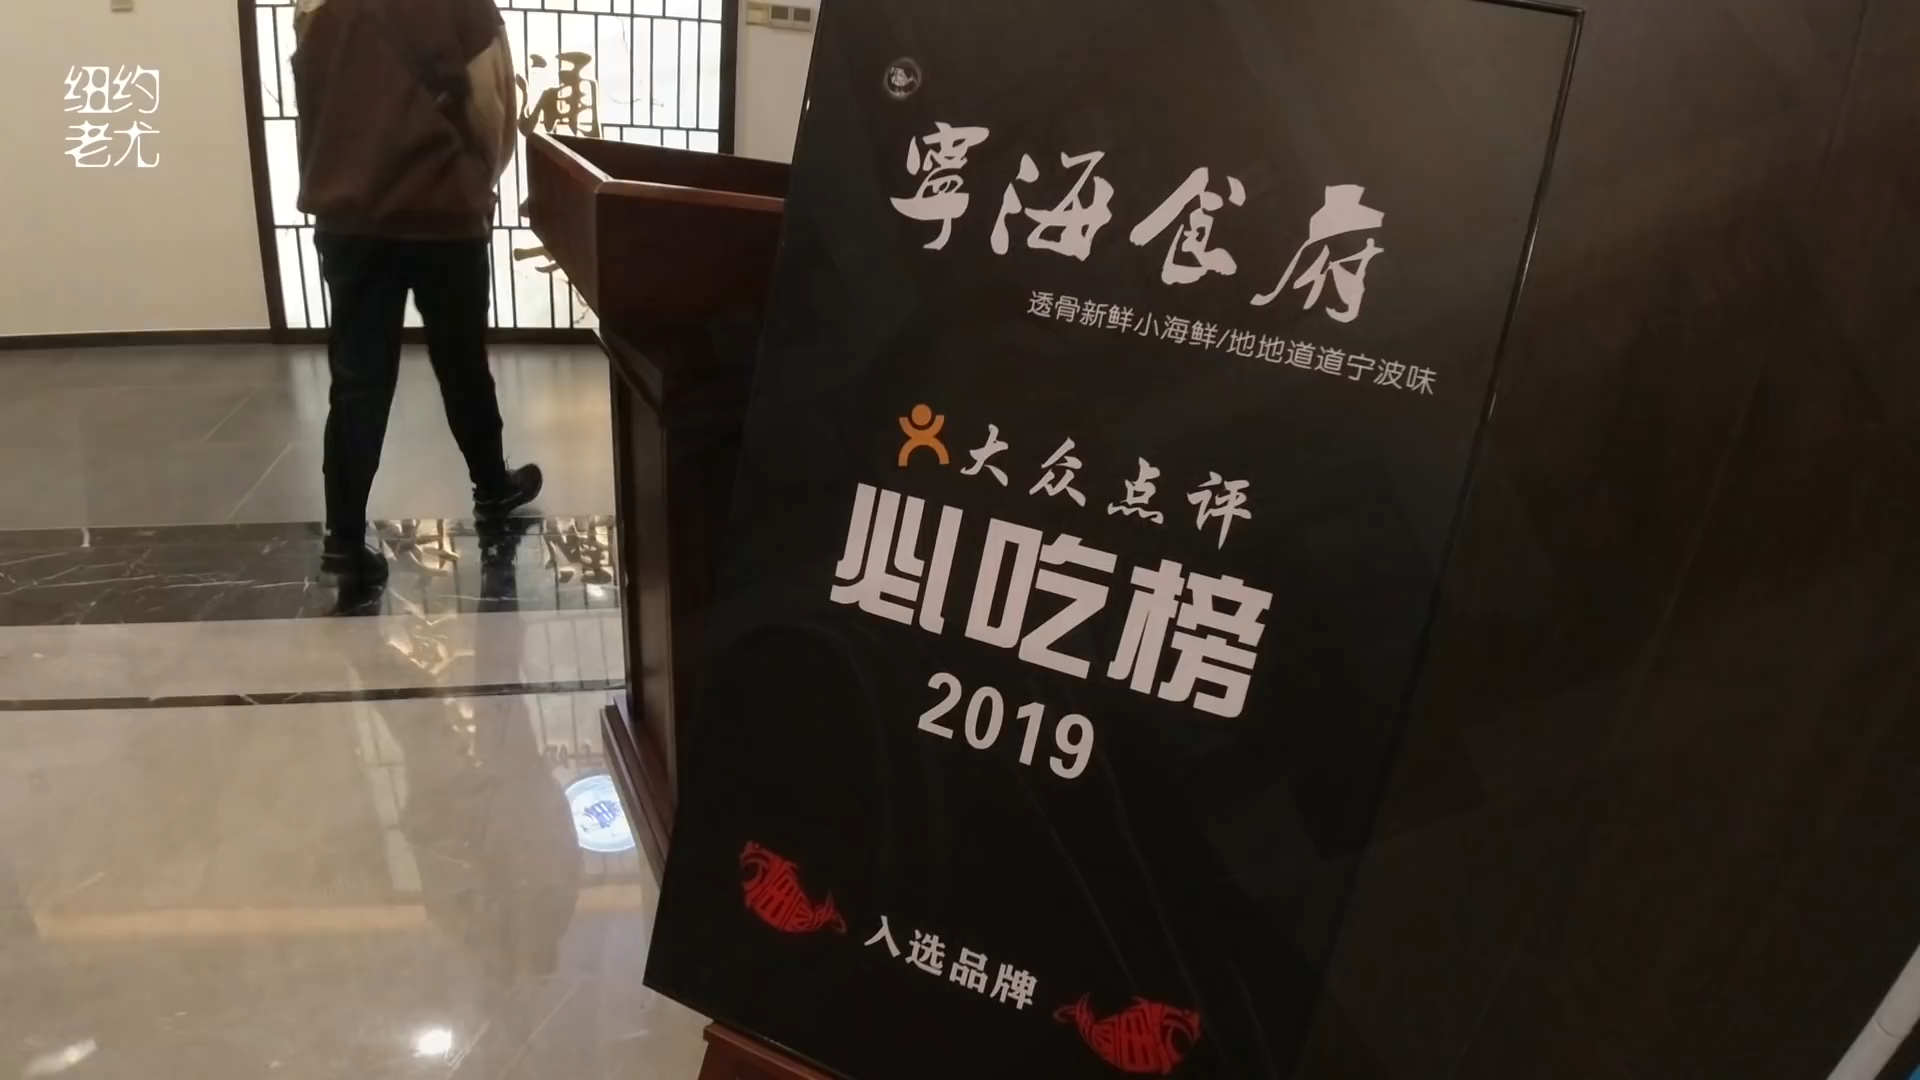 纽约
老尤
涌
寧海食府
透骨新鲜小海鲜/地地道道宁波味
大众点评
必吃榜
2019
入选品牌